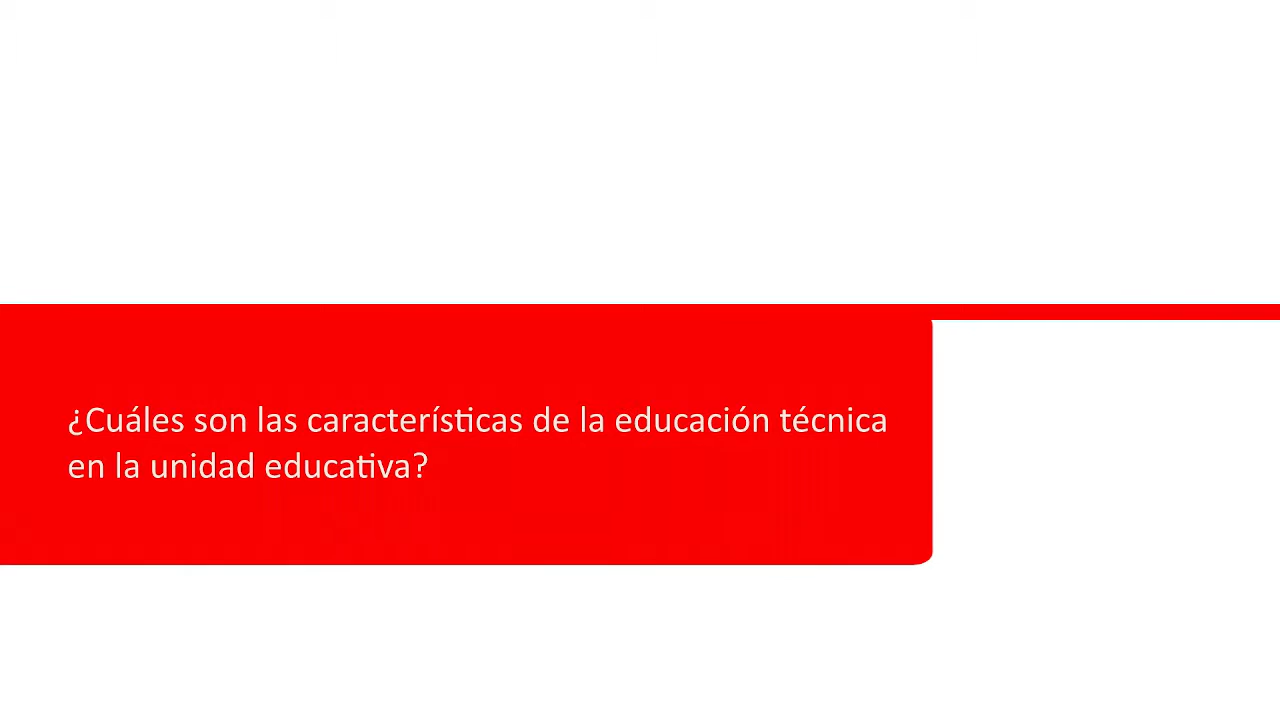 ¿Cuáles son las características de la educación técnica
en la unidad educativa?